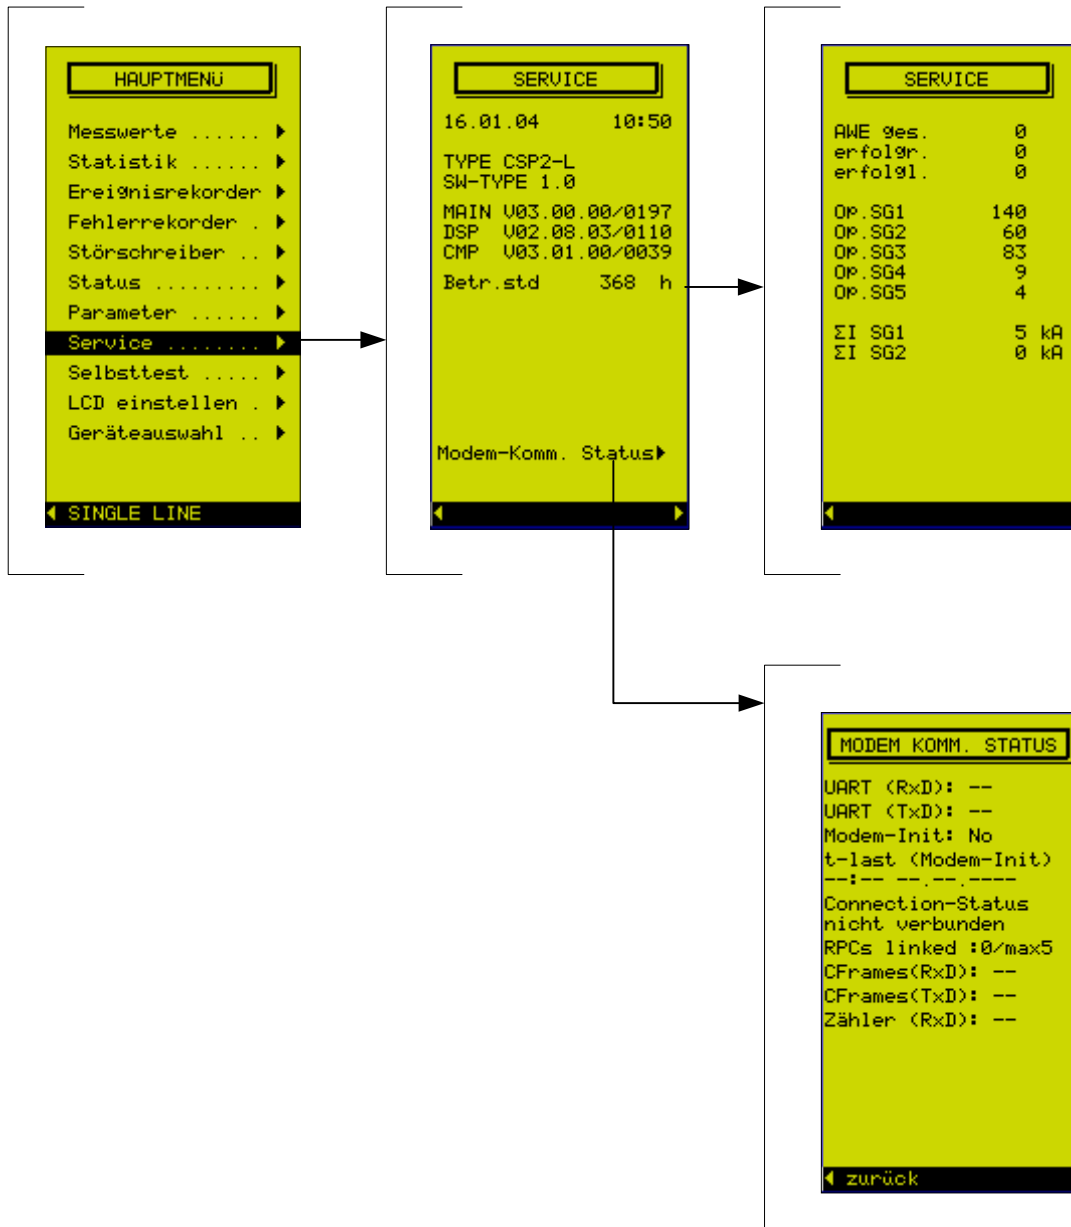 HAUPTMENü
Messwerte ...... ▶
Statistik ...... ▶
Ereignisrekorder ▶
Fehlerrekorder . ▶
Störschreiber .. ▶
Status ......... ▶
Parameter ...... ▶
Service ........ ▶
Selbsttest ..... ▶
LCD einstellen . ▶
Geräteauswahl .. ▶
◀ SINGLE LINE
SERVICE
16.01.04 10:50
TYPE CSP2-L
SW-TYPE 1.0
MAIN V03.00.00/0197
DSP V02.08.03/0110
CMP V03.01.00/0039
Betr.std 368 h
Modem-Komm. Status▶
◀ ▶
SERVICE
AWE ges. 0
erfolgr. 0
erfolgl. 0
Op.SG1 140
Op.SG2 60
Op.SG3 83
Op.SG4 9
Op.SG5 4
ΣI SG1 5 kA
ΣI SG2 0 kA
◀
MODEM KOMM. STATUS
UART (RxD): --
UART (TxD): --
Modem-Init: No
t-last (Modem-Init)
--:-- --.--.----
Connection-Status
nicht verbunden
RPCs linked :0/max5
CFrames(RxD): --
CFrames(TxD): --
Zähler (RxD): --
◀ zurück